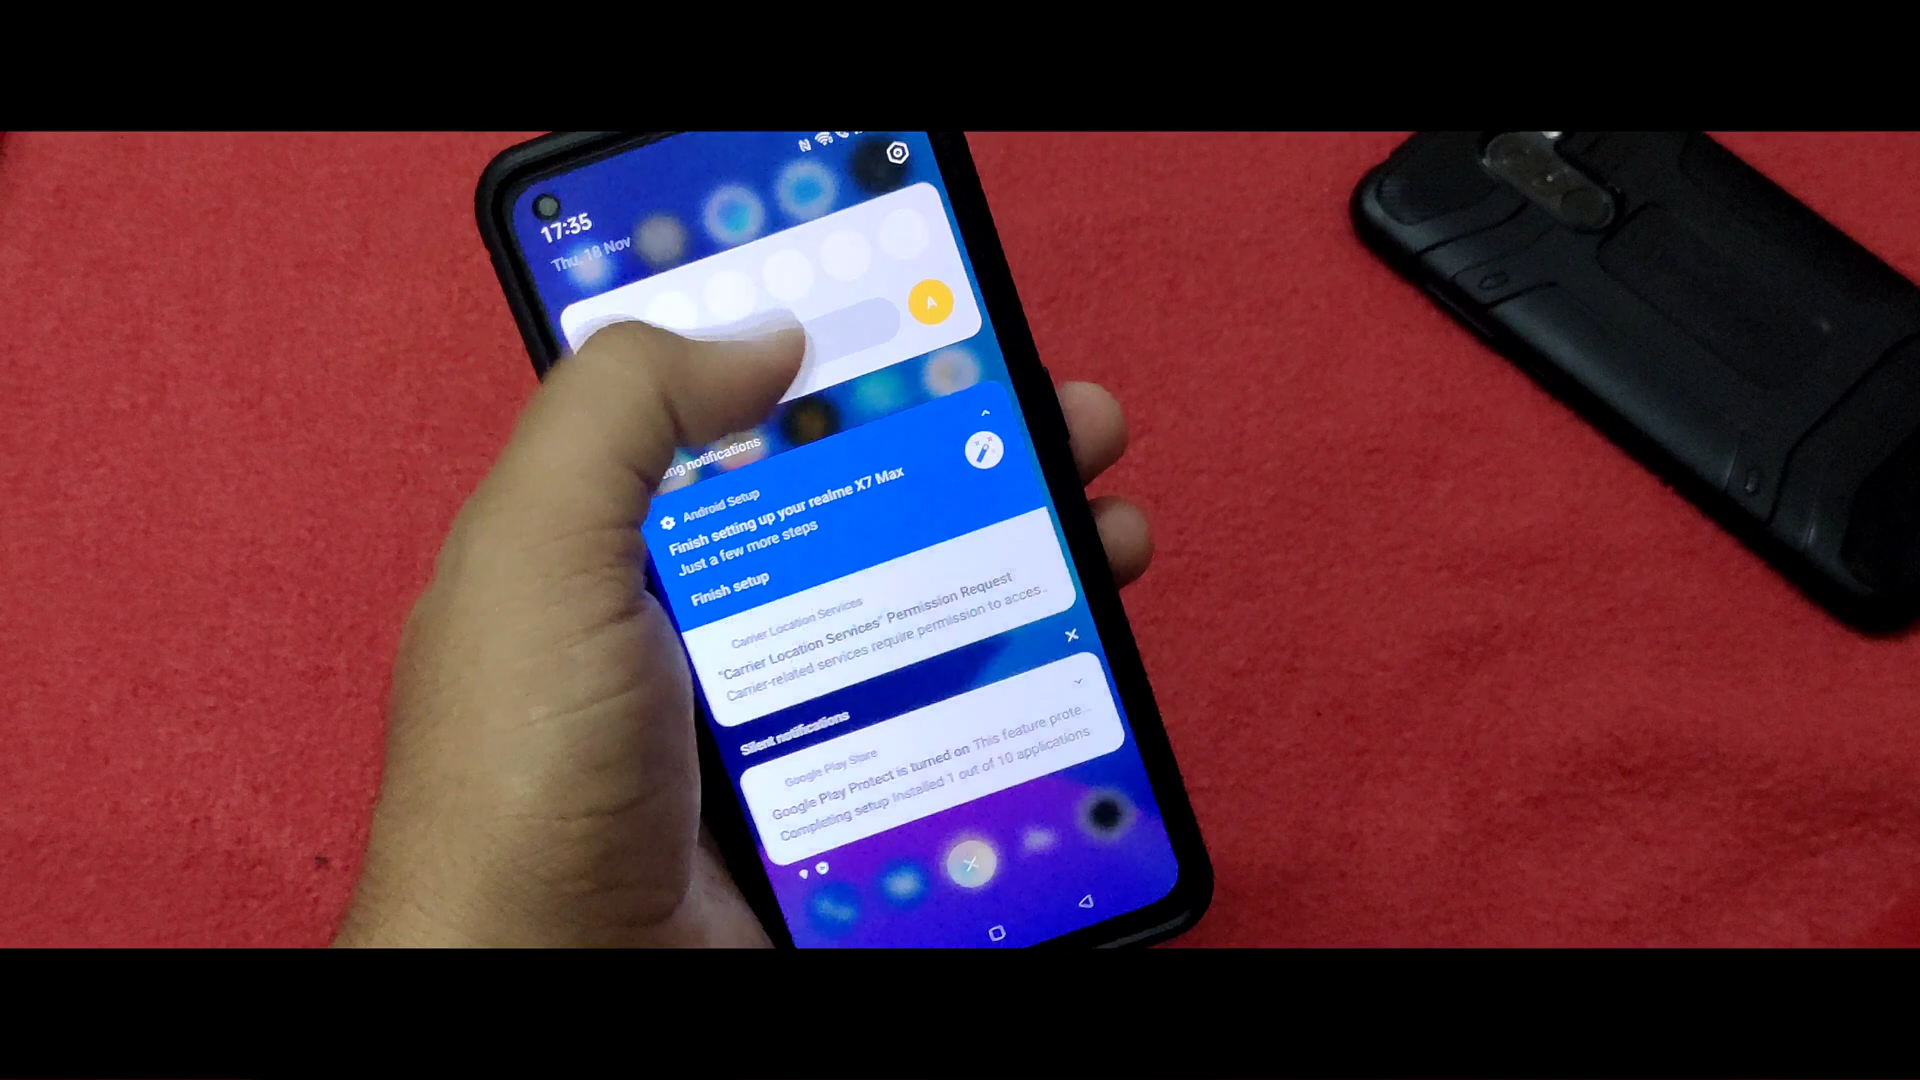 17:35
Thu, 18 Nov
A
notifications
Android Setup
Finish setting up your realme X7 Max
Just a few more steps
Finish setup
Carrier Location Services
"Carrier Location Services" Permission Request
Carrier-related services require permission to acces..
Silent notifications
Google Play Store
Google Play Protect is turned on This feature prote...
Completing setup Installed 1 out of 10 applications